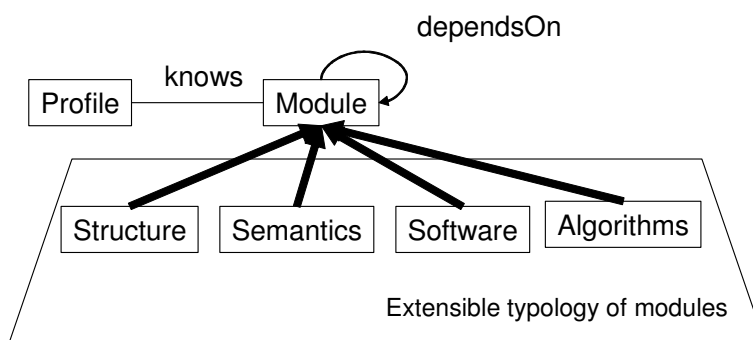 dependsOn
knows
Profile
Module
Structure
Semantics
Software
Algorithms
Extensible typology of modules